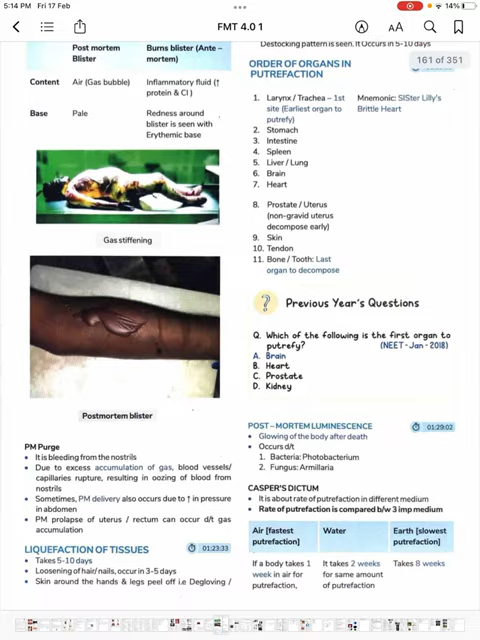 5:14 PM Fri 17 Feb
14%
FMT 4.0 1
AA
161 of 351
Post mortem Blister
Burns blister (Ante – mortem)
Content
Air (Gas bubble)
Inflammatory fluid (↑ protein & Cl )
Base
Pale
Redness around blister is seen with Erythemic base
Gas stiffening
Postmortem blister
PM Purge
• It is bleeding from the nostrils
• Due to excess accumulation of gas, blood vessels/
capillaries rupture, resulting in oozing of blood from
nostrils
• Sometimes, PM delivery also occurs due to ↑ in pressure
in abdomen
• PM prolapse of uterus / rectum can occur d/t gas
accumulation
LIQUEFACTION OF TISSUES
01:23:33
• Takes 5-10 days
• Loosening of hair/nails, occur in 3-5 days
• Skin around the hands & legs peel off i.e Degloving /
Destocking pattern is seen. It Occurs in 5-10 days
ORDER OF ORGANS IN
PUTREFACTION
1. Larynx / Trachea – 1st
site (Earliest organ to
putrefy)
Mnemonic: SISter Lilly's
Brittle Heart
2. Stomach
3. Intestine
4. Spleen
5. Liver / Lung
6. Brain
7. Heart
8. Prostate / Uterus
(non-gravid uterus
decompose early)
9. Skin
10. Tendon
11. Bone / Tooth: Last
organ to decompose
?
Previous Year's Questions
Q. Which of the following is the first organ to
putrefy?
(NEET - Jan - 2018)
A. Brain
B. Heart
C. Prostate
D. Kidney
POST – MORTEM LUMINESCENCE
01:29:02
• Glowing of the body after death
• Occurs d/t
1. Bacteria: Photobacterium
2. Fungus: Armillaria
CASPER'S DICTUM
• It is about rate of putrefaction in different medium
• Rate of putrefaction is compared b/w 3 imp medium
Air [fastest putrefaction]
Water
Earth [slowest putrefaction]
If a body takes 1 week in air for putrefaction,
It takes 2 weeks for same amount of putrefaction
Takes 8 weeks